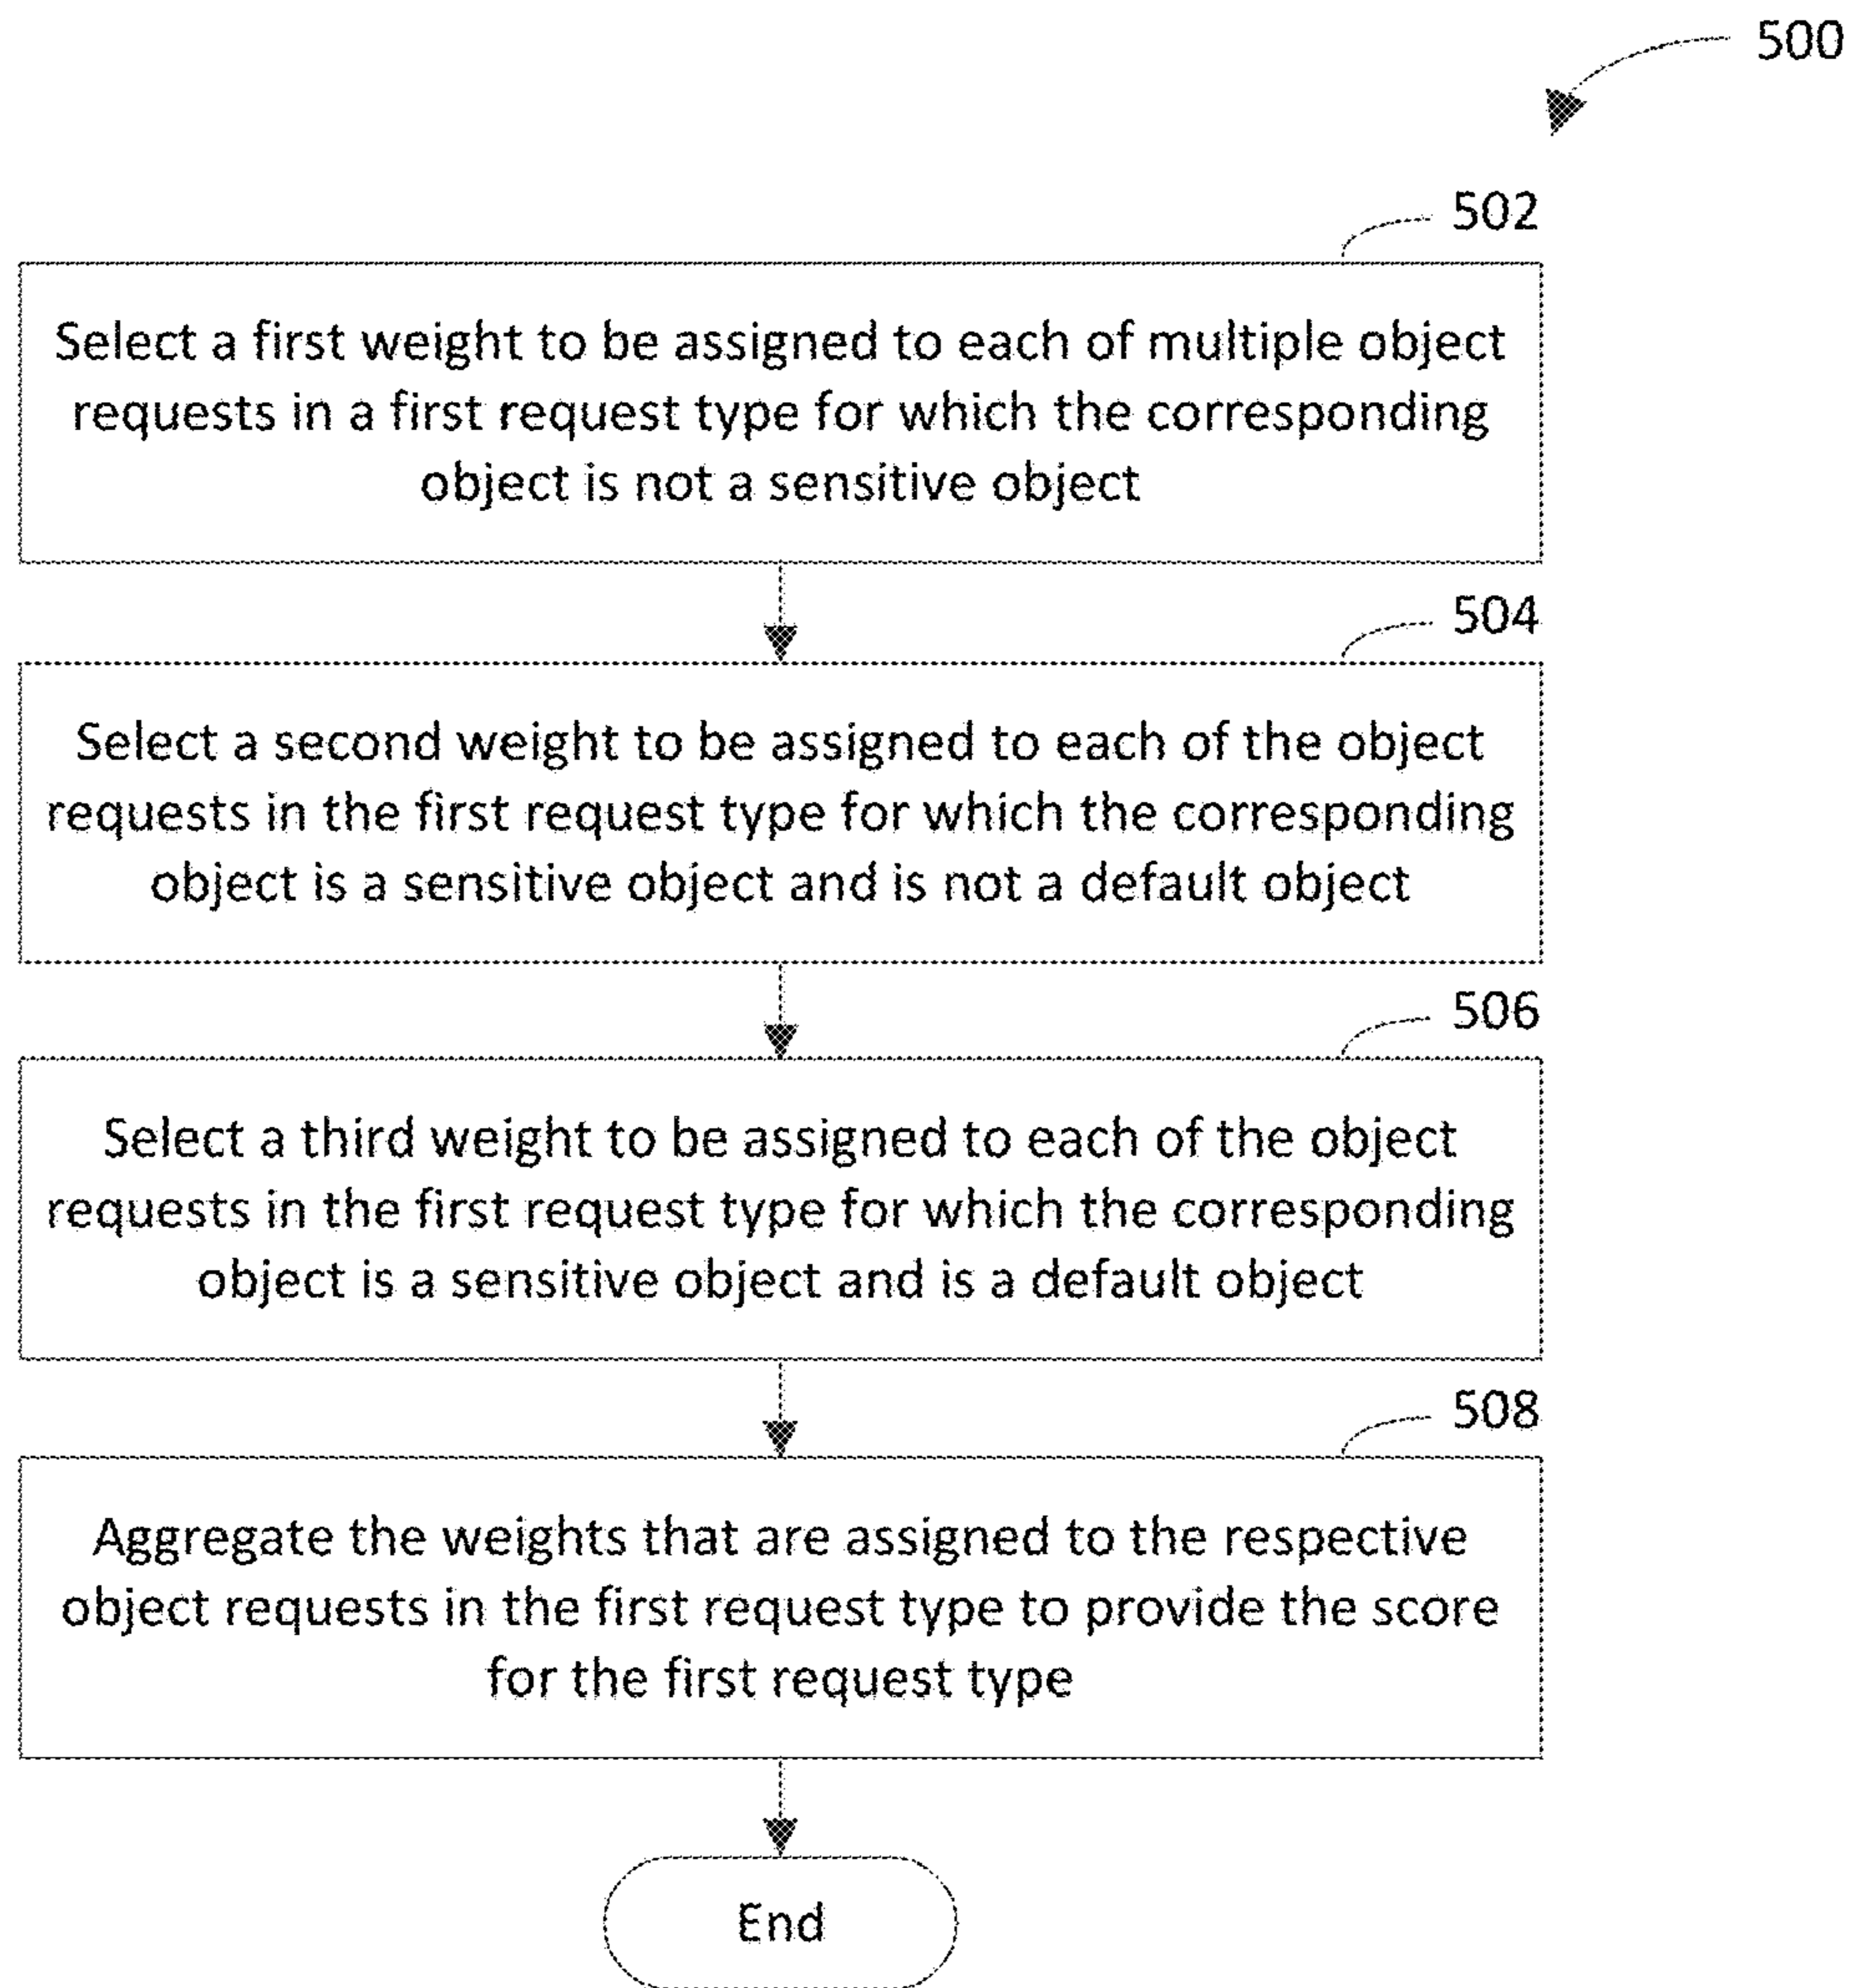 500
502
Select a first weight to be assigned to each of multiple object
requests in a first request type for which the corresponding
object is not a sensitive object
504
Select a second weight to be assigned to each of the object
requests in the first request type for which the corresponding
object is a sensitive object and is not a default object
506
Select a third weight to be assigned to each of the object
requests in the first request type for which the corresponding
object is a sensitive object and is a default object
508
Aggregate the weights that are assigned to the respective
object requests in the first request type to provide the score
for the first request type
End